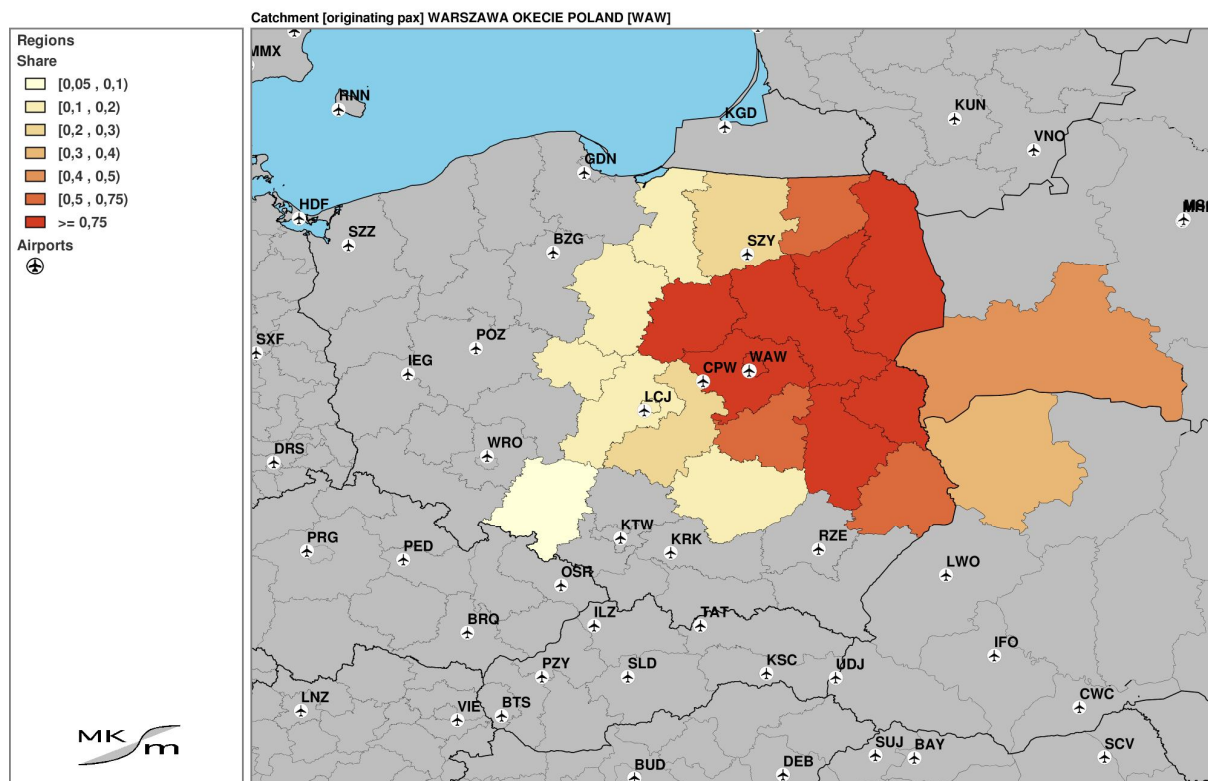 Catchment [originating pax] WARSZAWA OKECIE POLAND [WAW]
Regions
Share
[0,05 , 0,1)
[0,1 , 0,2)
[0,2 , 0,3)
[0,3 , 0,4)
[0,4 , 0,5)
[0,5 , 0,75)
>= 0,75
Airports
MMX
RNN
KGD
KUN
VNO
GDN
HDF
SZZ
BZG
SZY
SXF
POZ
IEG
CPW
WAW
LCJ
DRS
WRO
PRG
PED
KTW
KRK
RZE
LWO
OSR
BRQ
ILZ
TAT
IFO
PZY
SLD
KSC
UDJ
LNZ
VIE
BTS
CWC
BUD
DEB
SUJ
BAY
SCV
MK
m